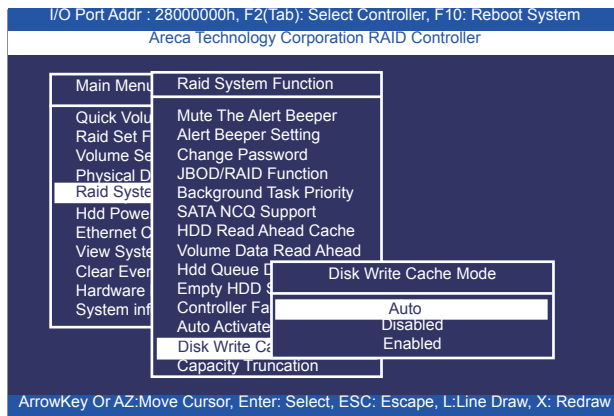 I/O Port Addr : 28000000h, F2(Tab): Select Controller, F10: Reboot System
Areca Technology Corporation RAID Controller
Main Menu
Quick Volu
Raid Set F
Volume Se
Physical D
Raid Syste
Hdd Powe
Ethernet C
View Syste
Clear Even
Hardware
System inf
Raid System Function
Mute The Alert Beeper
Alert Beeper Setting
Change Password
JBOD/RAID Function
Background Task Priority
SATA NCQ Support
HDD Read Ahead Cache
Volume Data Read Ahead
Hdd Queue D
Empty HDD S
Controller Fa
Auto Activate
Disk Write Ca
Capacity Truncation
Disk Write Cache Mode
Auto
Disabled
Enabled
ArrowKey Or AZ:Move Cursor, Enter: Select, ESC: Escape, L:Line Draw, X: Redraw